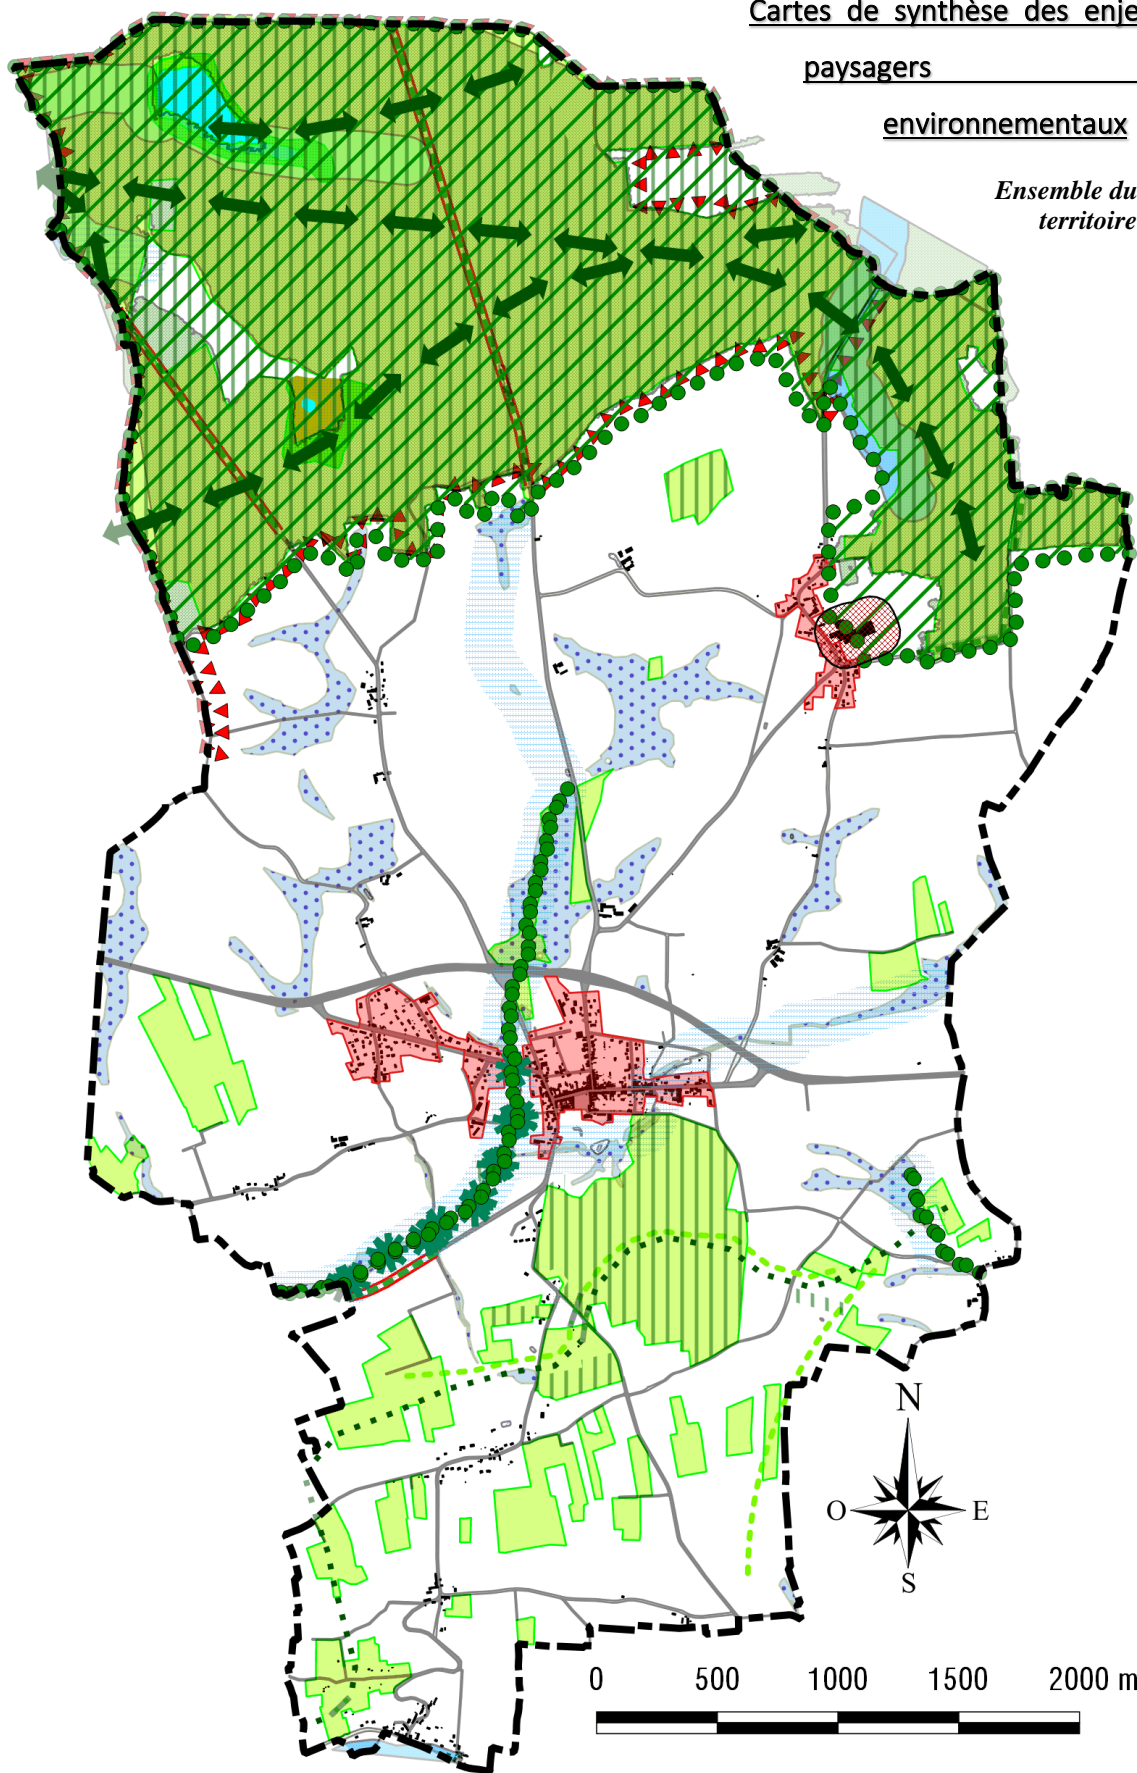 Cartes de synthèse des enje
paysagers
environnementaux
Ensemble du
territoire
N
O E
S
0 500 1000 1500 2000 m